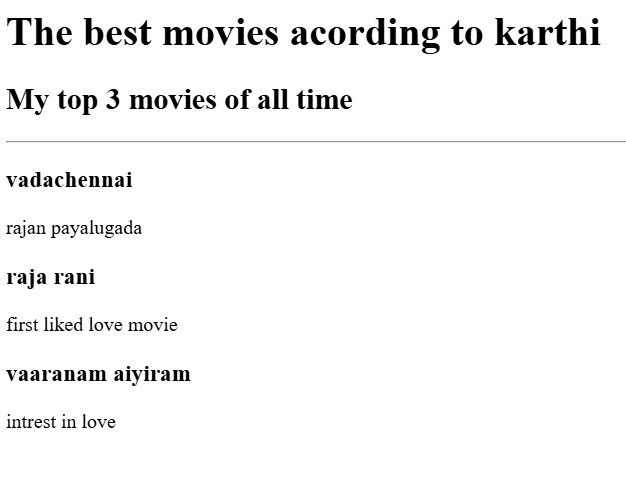 The best movies acording to karthi
My top 3 movies of all time
vadachennai
rajan payalugada
raja rani
first liked love movie
vaaranam aiyiram
intrest in love